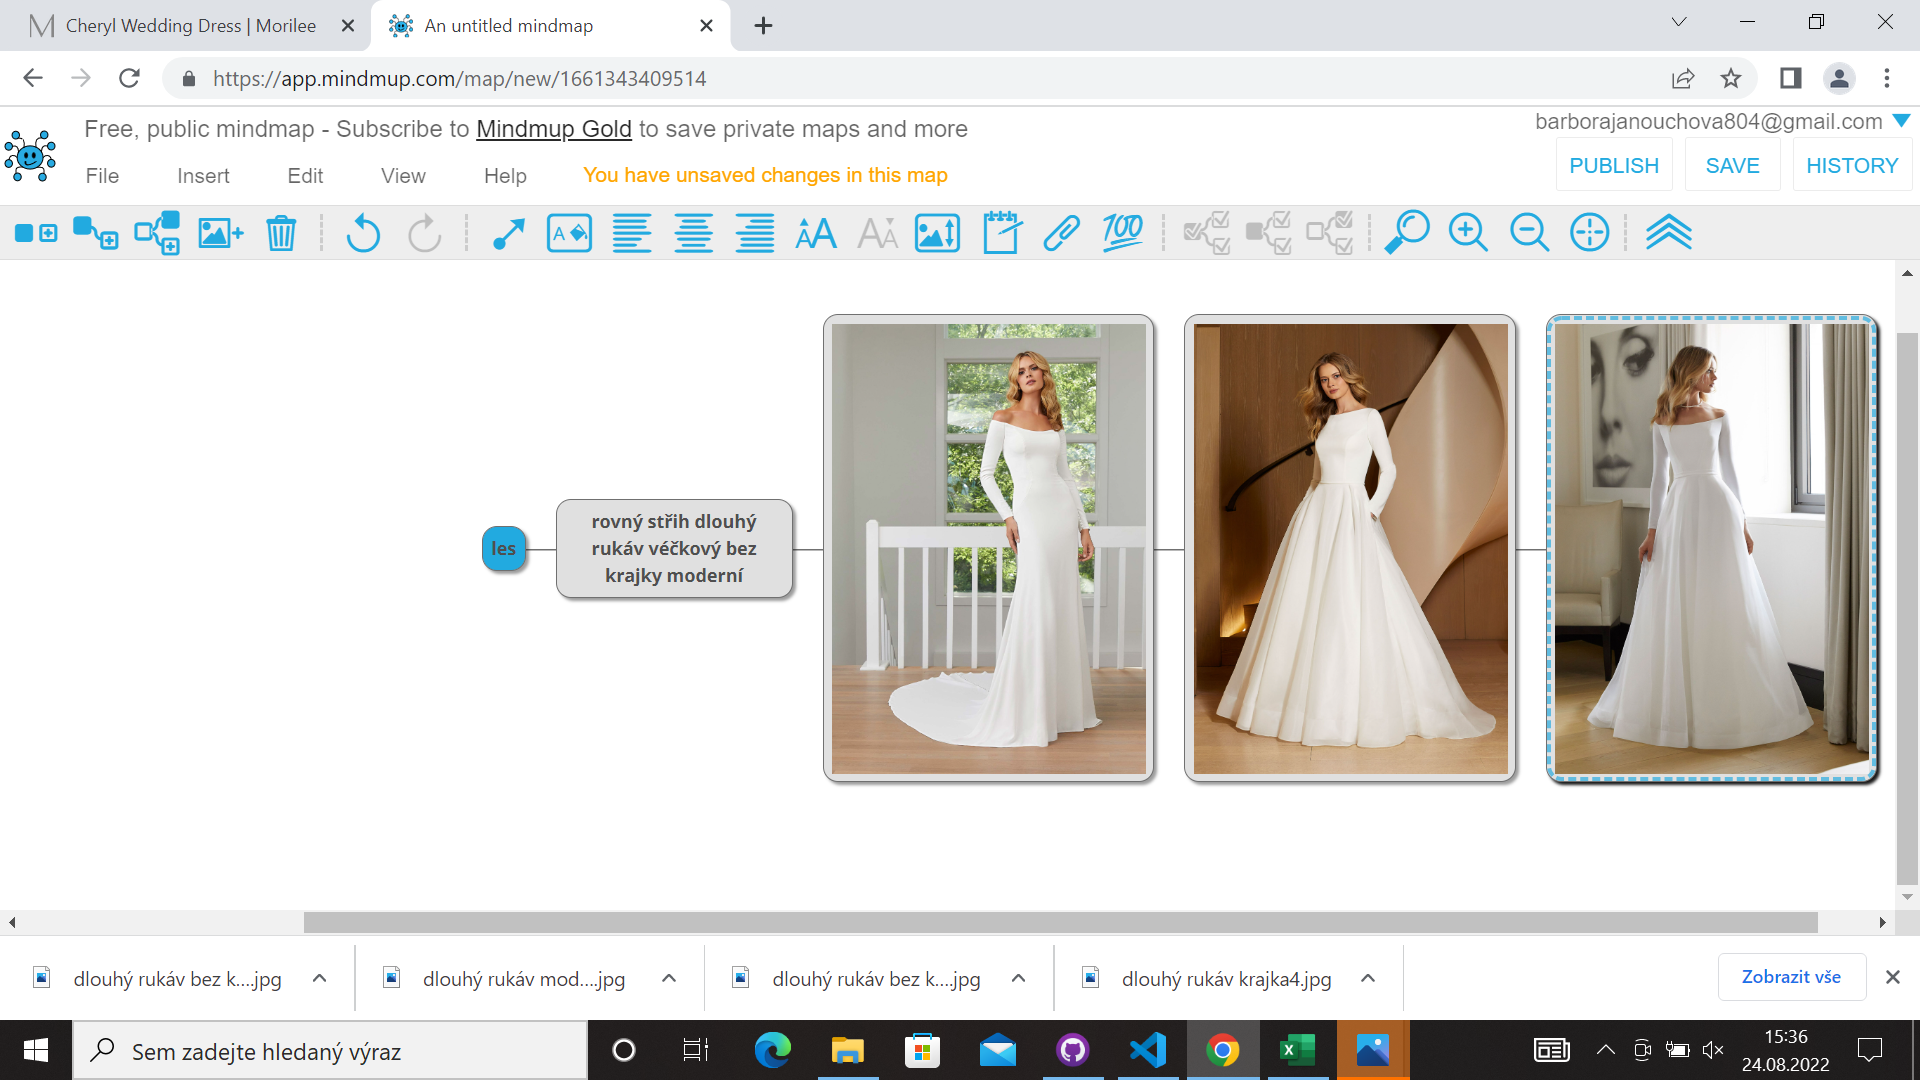 Cheryl Wedding Dress | Morilee
An untitled mindmap
https://app.mindmup.com/map/new/1661343409514
Free, public mindmap - Subscribe to Mindmup Gold to save private maps and more
barborajanouchova804@gmail.com
File Insert Edit View Help
You have unsaved changes in this map
PUBLISH SAVE HISTORY
A AA AA 100
les
rovný střih dlouhý
rukáv véčkový bez
krajky moderní
dlouhý rukáv bez k....jpg
dlouhý rukáv mod....jpg
dlouhý rukáv bez k....jpg
dlouhý rukáv krajka4.jpg
Zobrazit vše
Sem zadejte hledaný výraz
15:36
24.08.2022